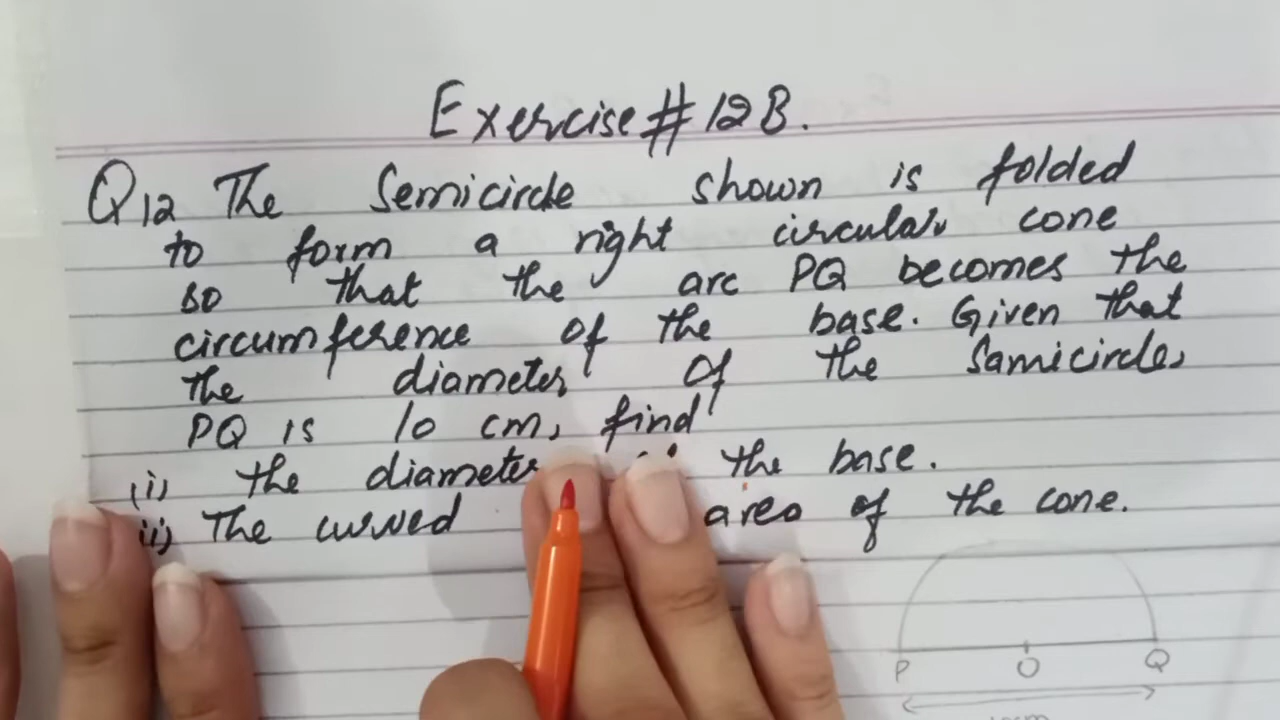 Exercise # 12B.
Q12 The Semicircle shown is folded
to form a right circular cone
so that the arc PQ becomes the
circumference of the base. Given that
the diameter of the Samicircle,
PQ is 10 cm, find
(i) the diameter the base.
ii) The curved area of the cone.
P O Q